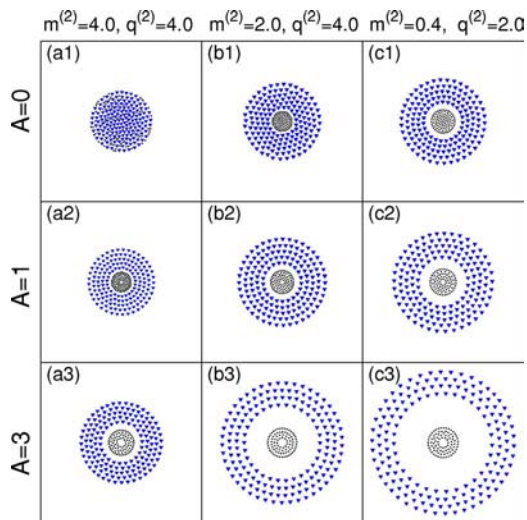 m(2)=4.0, q(2)=4.0 m(2)=2.0, q(2)=4.0 m(2)=0.4, q(2)=2.0
A=0
(a1) (b1) (c1)
A=1
(a2) (b2) (c2)
A=3
(a3) (b3) (c3)